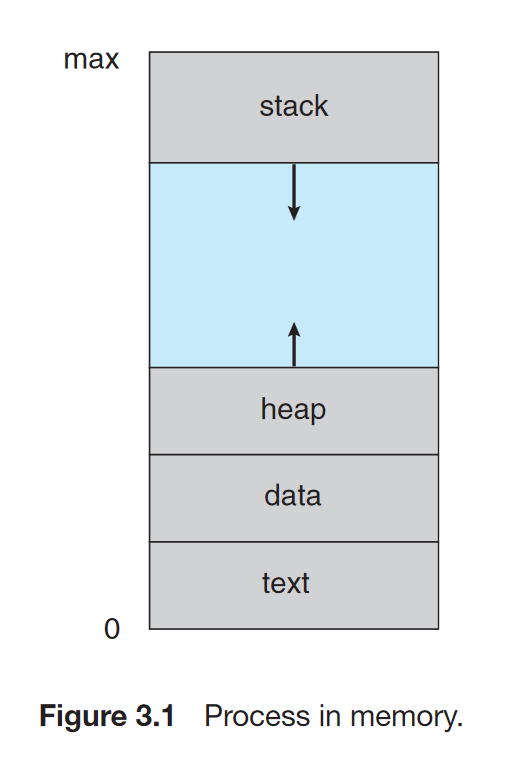 max
stack
heap
data
text
0
Figure 3.1 Process in memory.